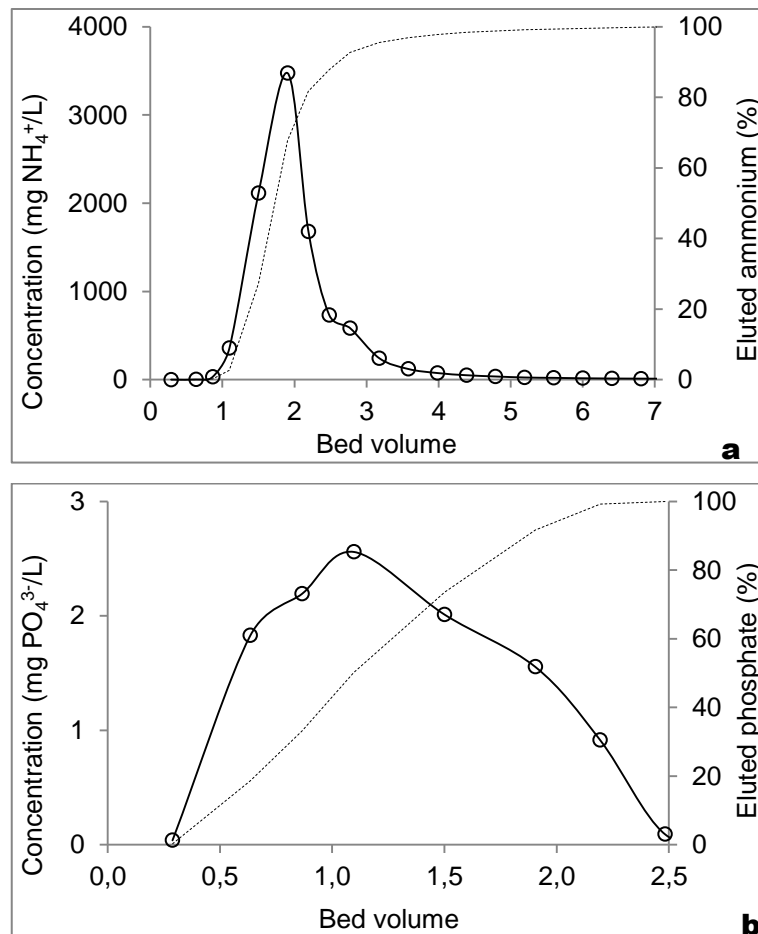 4000
3000
2000
1000
0
Concentration (mg NH₄⁺/L)
100
80
60
40
20
0
Eluted ammonium (%)
0 1 2 3 4 5 6 7
Bed volume
a
3
2
1
0
Concentration (mg PO₄³⁻/L)
100
80
60
40
20
0
Eluted phosphate (%)
0,0 0,5 1,0 1,5 2,0 2,5
Bed volume
b